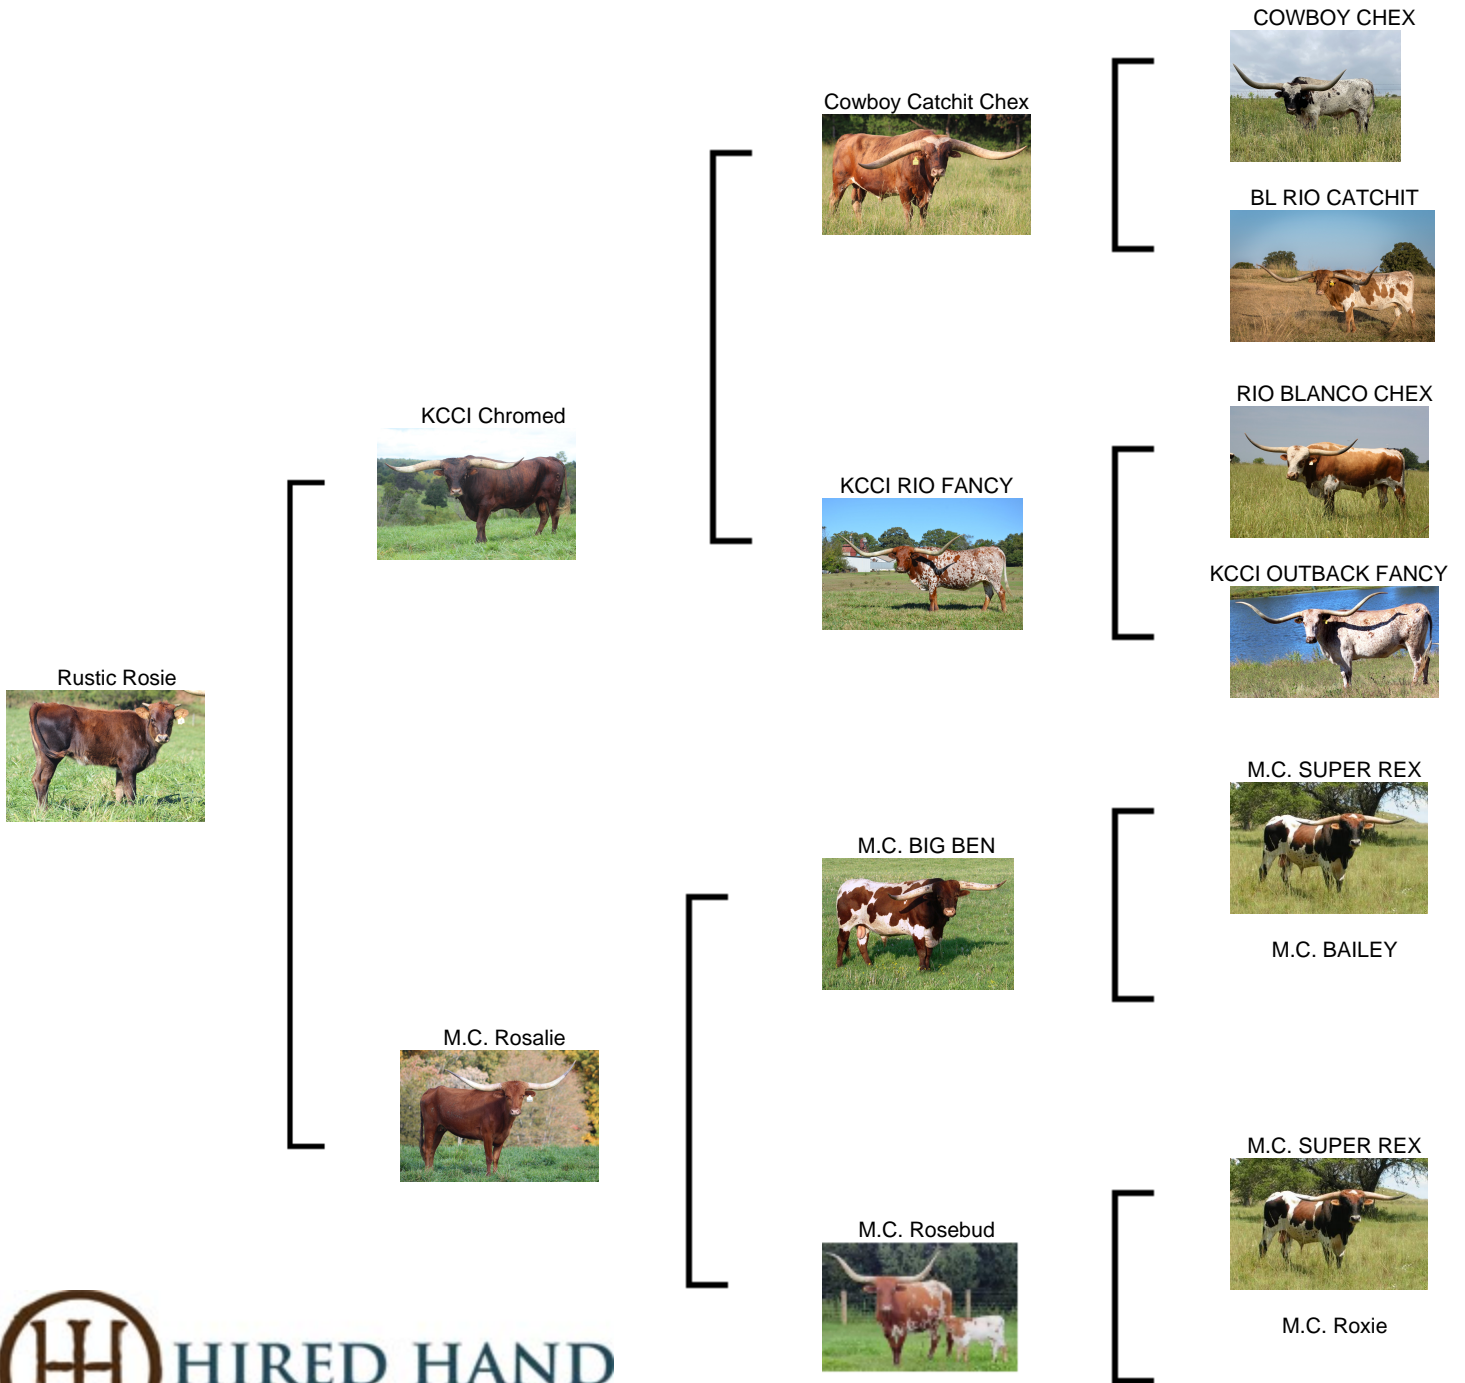 COWBOY CHEX
Cowboy Catchit Chex
BL RIO CATCHIT
RIO BLANCO CHEX
KCCI Chromed
KCCI RIO FANCY
KCCI OUTBACK FANCY
Rustic Rosie
M.C. SUPER REX
M.C. BIG BEN
M.C. BAILEY
M.C. Rosalie
M.C. SUPER REX
M.C. Rosebud
M.C. Roxie
HIRED HAND